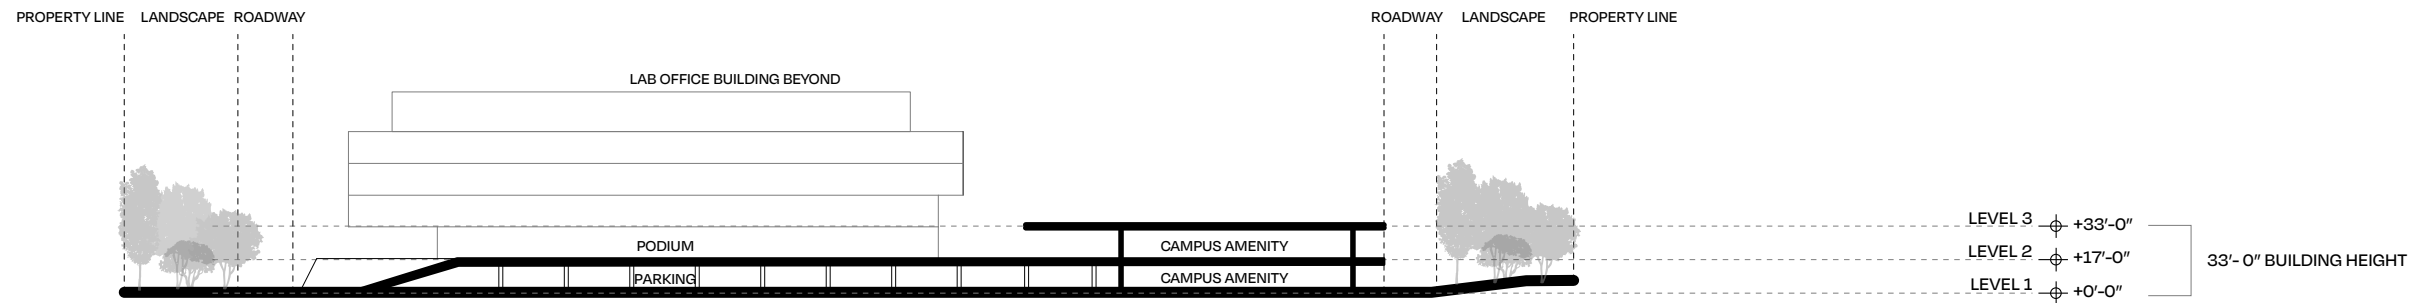 PROPERTY LINE LANDSCAPE ROADWAY ROADWAY LANDSCAPE PROPERTY LINE
LAB OFFICE BUILDING BEYOND
LEVEL 3 +33'-0"
PODIUM CAMPUS AMENITY
LEVEL 2 +17'-0"
33'- 0" BUILDING HEIGHT
PARKING CAMPUS AMENITY
LEVEL 1 +0'-0"